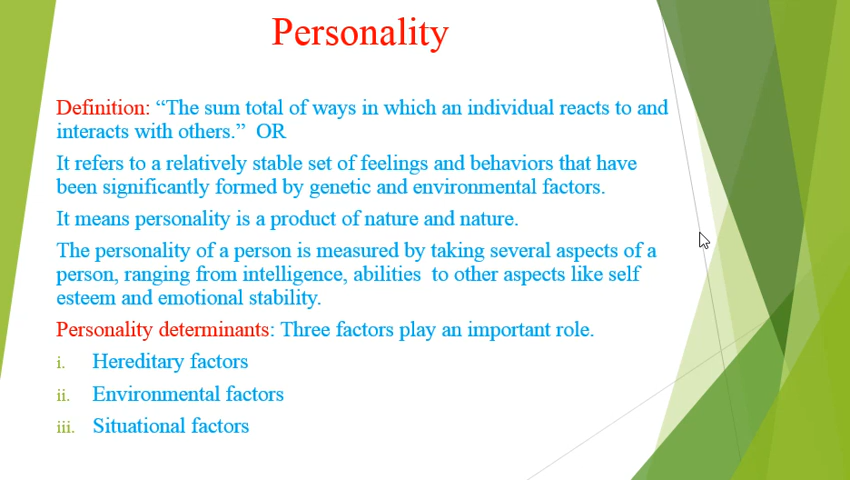 Personality
Definition: “The sum total of ways in which an individual reacts to and
interacts with others.” OR
It refers to a relatively stable set of feelings and behaviors that have
been significantly formed by genetic and environmental factors.
It means personality is a product of nature and nature.
The personality of a person is measured by taking several aspects of a
person, ranging from intelligence, abilities to other aspects like self
esteem and emotional stability.
Personality determinants: Three factors play an important role.
i. Hereditary factors
ii. Environmental factors
iii. Situational factors